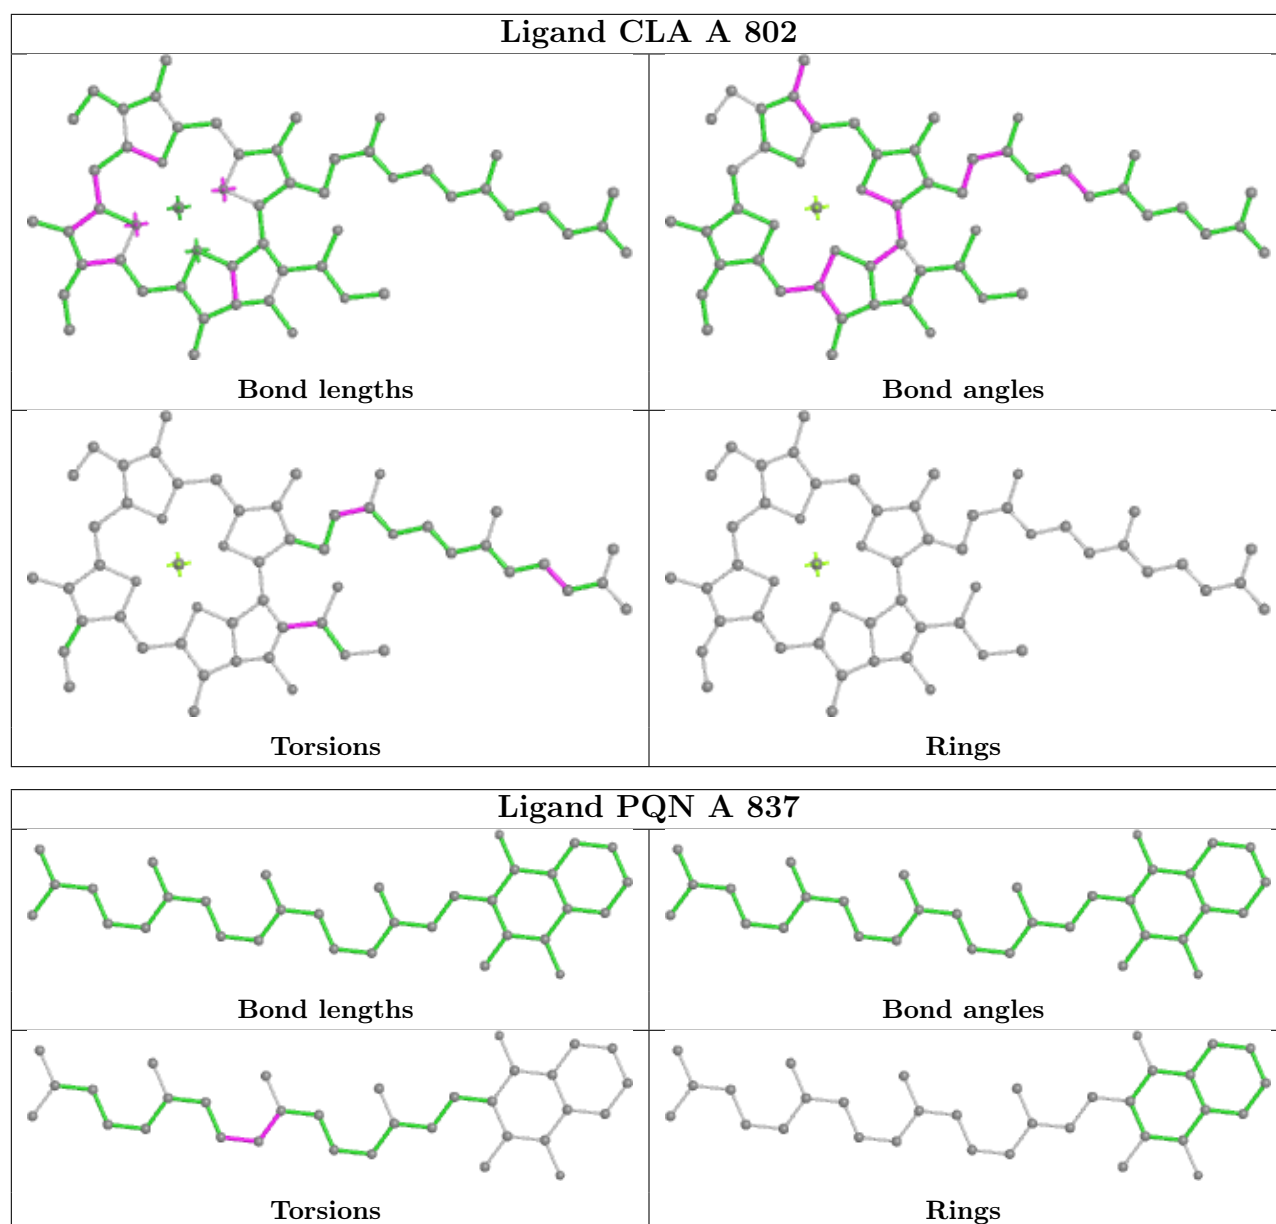 Ligand CLA A 802
Bond lengths
Bond angles
Torsions
Rings
Ligand PQN A 837
Bond lengths
Bond angles
Torsions
Rings